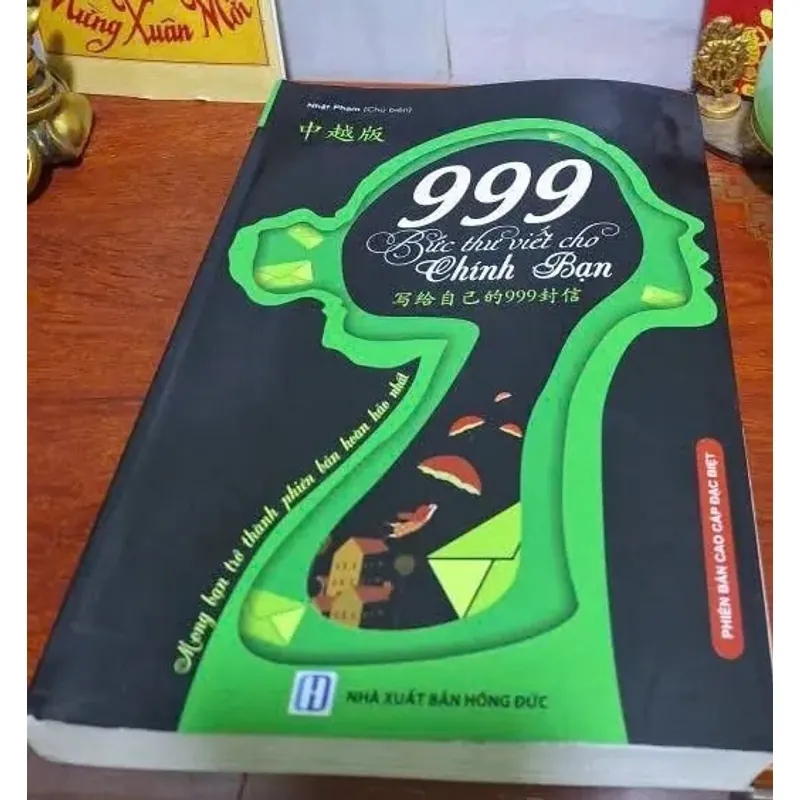 Mừng Xuân Mới
Nhật Phạm (Chủ biên)
中越版
999
Bức thư viết cho
Chính Bạn
写给自己的999封信
Mong bạn trở thành phiên bản hoàn hảo nhất
PHIÊN BẢN CAO CẤP ĐẶC BIỆT
NHÀ XUẤT BẢN HỒNG ĐỨC